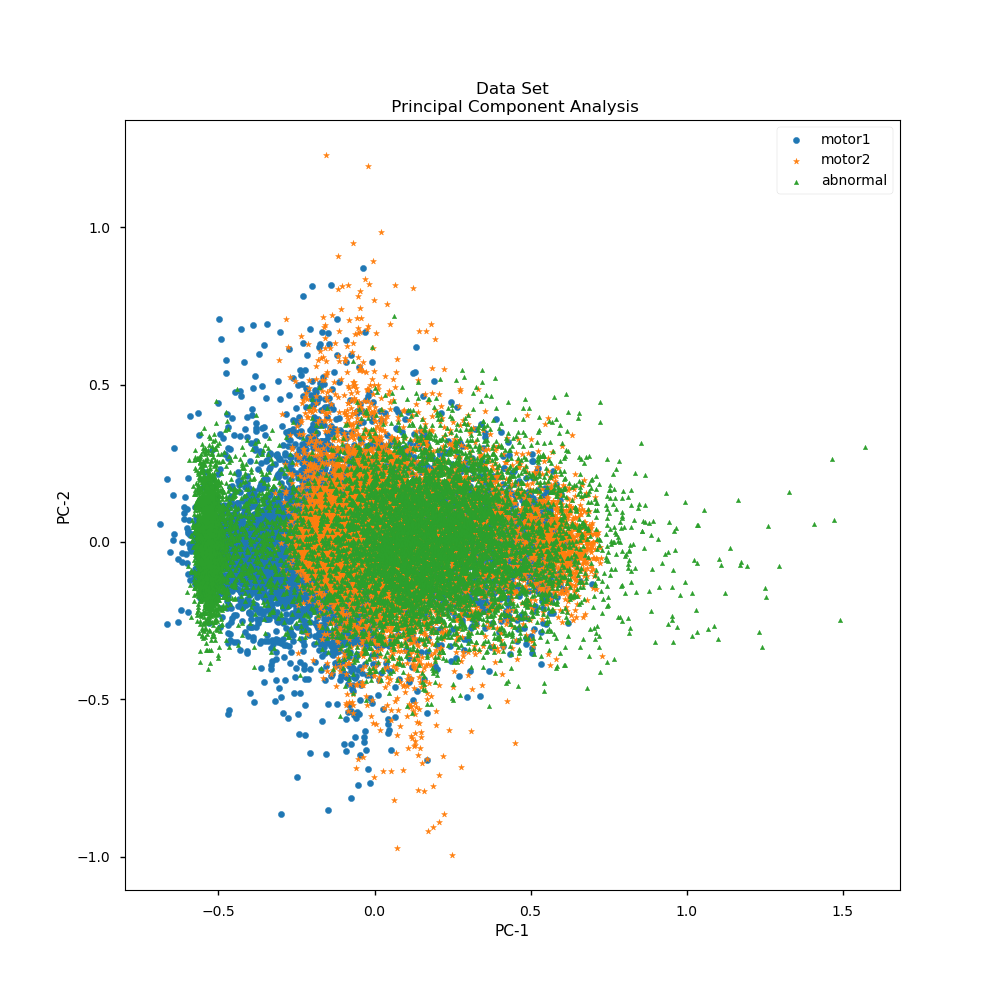 Data Set
Principal Component Analysis
motor1
motor2
abnormal
PC-2
1.0
0.5
0.0
−0.5
−1.0
−0.5
0.0
0.5
1.0
1.5
PC-1